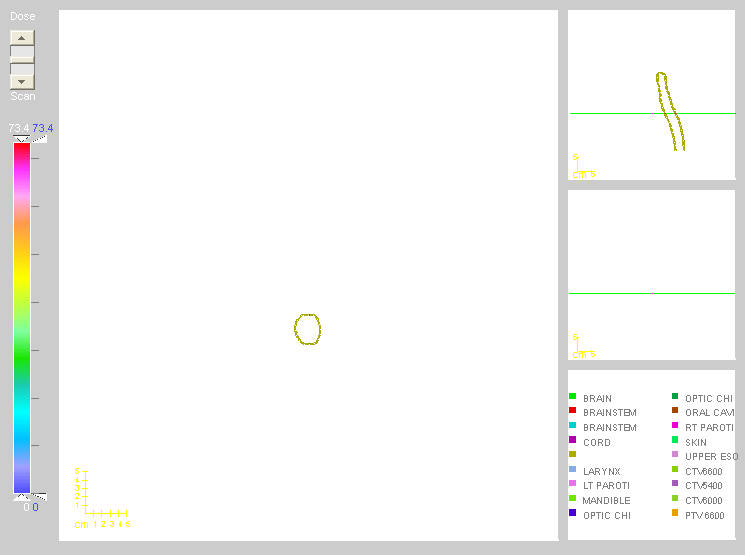 Dose
Scan
73.4 73.4
0 0
5
4
3
2
1
cm 1 2 3 4 5
5
cm 5
5
cm 5
BRAIN
BRAINSTEM
BRAINSTEM
CORD
LARYNX
LT PAROTI
MANDIBLE
OPTIC CHI
OPTIC CHI
ORAL CAVI
RT PAROTI
SKIN
UPPER ESO
CTV6600
CTV5400
CTV6000
PTV6600